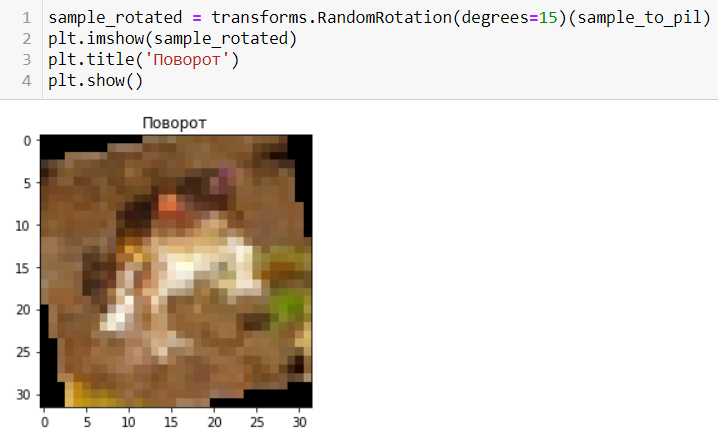 1 sample_rotated = transforms.RandomRotation(degrees=15)(sample_to_pil)
2 plt.imshow(sample_rotated)
3 plt.title('Поворот')
4 plt.show()
Поворот
0
5
10
15
20
25
30
0 5 10 15 20 25 30